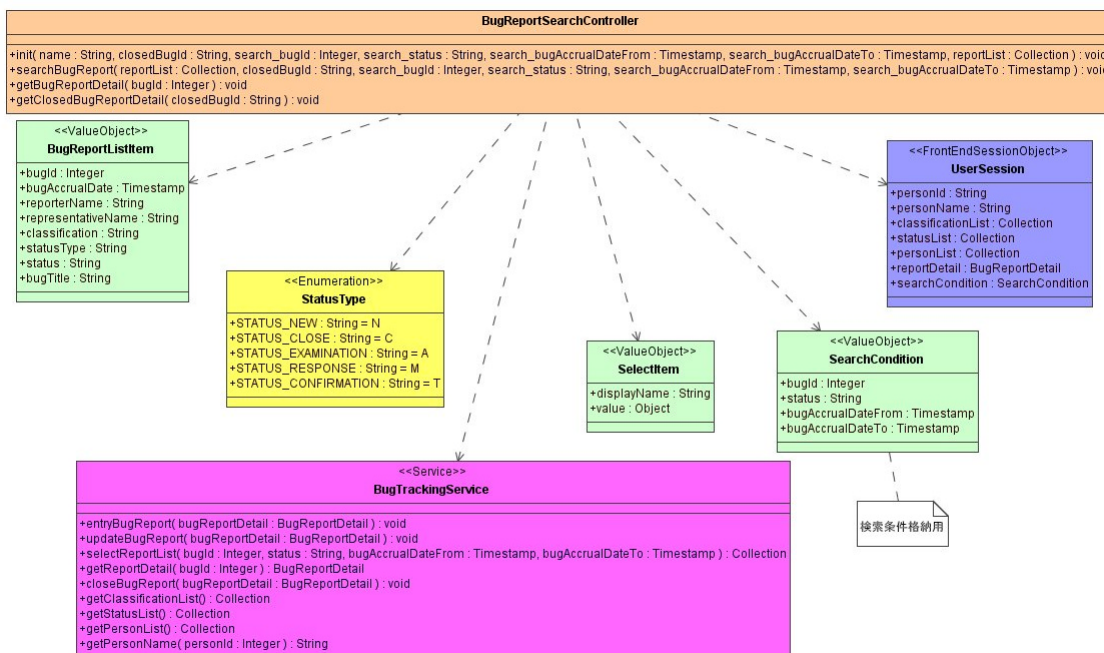 BugReportSearchController
+init( name : String, closedBugId : String, search_bugId : Integer, search_status : String, search_bugAccrualDateFrom : Timestamp, search_bugAccrualDateTo : Timestamp, reportList : Collection ) : void
+searchBugReport( reportList : Collection, closedBugId : String, search_bugId : Integer, search_status : String, search_bugAccrualDateFrom : Timestamp, search_bugAccrualDateTo : Timestamp ) : void
+getBugReportDetail( bugId : Integer ) : void
+getClosedBugReportDetail( closedBugId : String ) : void
<<ValueObject>>
BugReportListItem
+bugId : Integer
+bugAccrualDate : Timestamp
+reporterName : String
+representativeName : String
+classification : String
+statusType : String
+status : String
+bugTitle : String
<<FrontEndSessionObject>>
UserSession
+personId : String
+personName : String
+classificationList : Collection
+statusList : Collection
+personList : Collection
+reportDetail : BugReportDetail
+searchCondition : SearchCondition
<<Enumeration>>
StatusType
+STATUS_NEW : String = N
+STATUS_CLOSE : String = C
+STATUS_EXAMINATION : String = A
+STATUS_RESPONSE : String = M
+STATUS_CONFIRMATION : String = T
<<ValueObject>>
SelectItem
+displayName : String
+value : Object
<<ValueObject>>
SearchCondition
+bugId : Integer
+status : String
+bugAccrualDateFrom : Timestamp
+bugAccrualDateTo : Timestamp
検索条件格納用
<<Service>>
BugTrackingService
+entryBugReport( bugReportDetail : BugReportDetail ) : void
+updateBugReport( bugReportDetail : BugReportDetail ) : void
+selectReportList( bugId : Integer, status : String, bugAccrualDateFrom : Timestamp, bugAccrualDateTo : Timestamp ) : Collection
+getReportDetail( bugId : Integer ) : BugReportDetail
+closeBugReport( bugReportDetail : BugReportDetail ) : void
+getClassificationList() : Collection
+getStatusList() : Collection
+getPersonList() : Collection
+getPersonName( personId : Integer ) : String